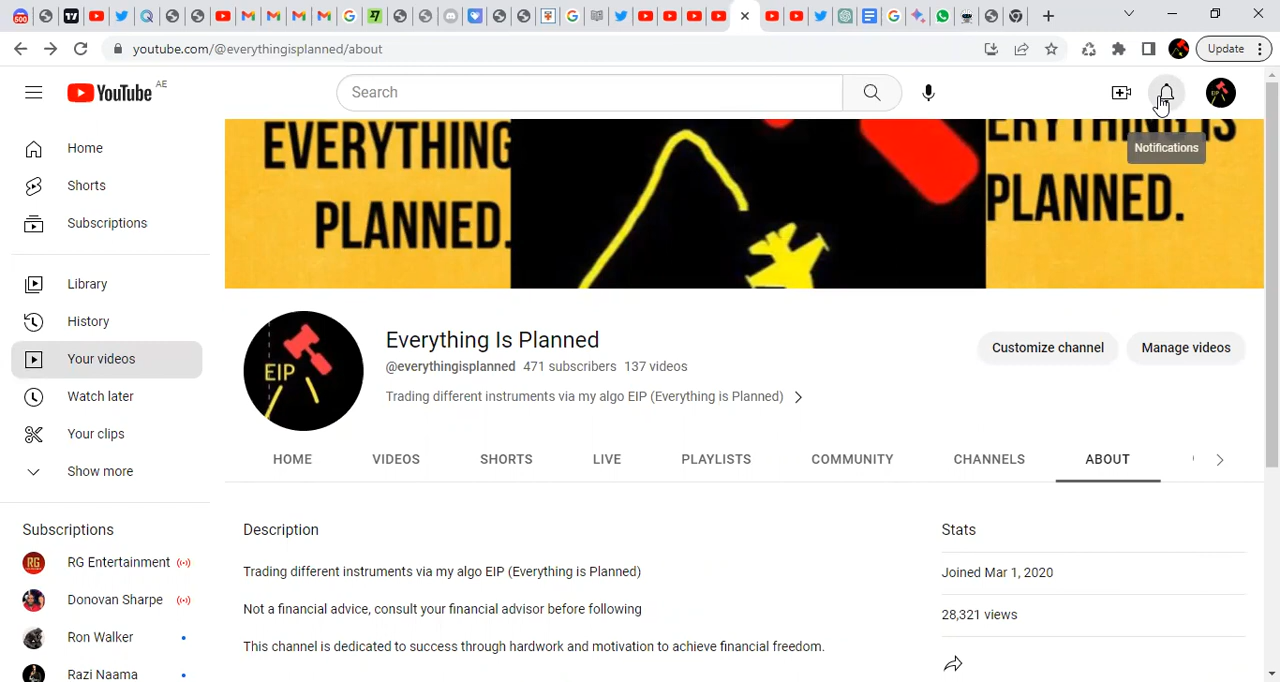 youtube.com/@everythingisplanned/about
Update
YouTube AE
Search
Notifications
Home
Shorts
Subscriptions
Library
History
Your videos
Watch later
Your clips
Show more
Subscriptions
RG Entertainment
Donovan Sharpe
Ron Walker
Razi Naama
EVERYTHING
PLANNED.
ERYTHING IS
PLANNED.
EIP
Everything Is Planned
@everythingisplanned 471 subscribers 137 videos
Trading different instruments via my algo EIP (Everything is Planned)
Customize channel
Manage videos
HOME VIDEOS SHORTS LIVE PLAYLISTS COMMUNITY CHANNELS ABOUT
Description
Trading different instruments via my algo EIP (Everything is Planned)
Not a financial advice, consult your financial advisor before following
This channel is dedicated to success through hardwork and motivation to achieve financial freedom.
Stats
Joined Mar 1, 2020
28,321 views